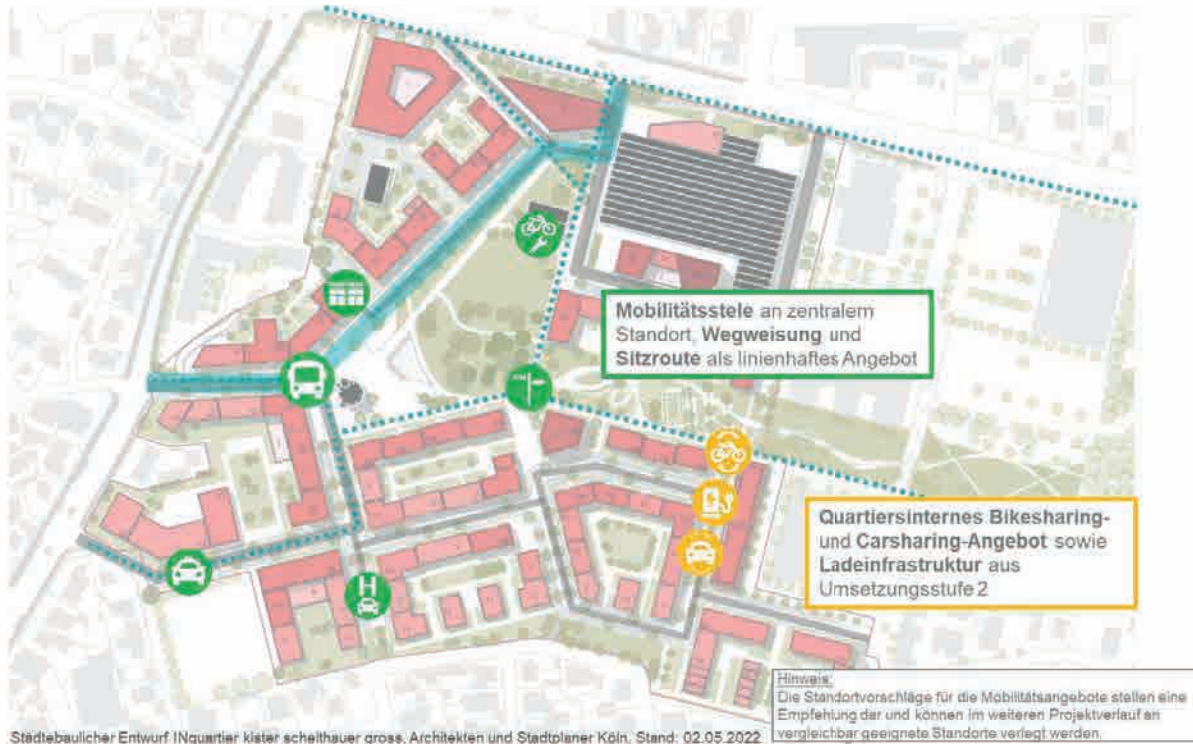 Mobilitätsstele an zentralem
Standort, Wegweisung und
Sitzroute als linienhaftes Angebot
H
Quartiersinternes Bikesharing-
und Carsharing-Angebot sowie
Ladeinfrastruktur aus
Umsetzungsstufe 2
Hinweis:
Die Standortvorschläge für die Mobilitätsangebote stellen eine
Empfehlung dar und können im weiteren Projektverlauf an
vergleichbar geeignete Standorte verlegt werden.
Städtebaulicher Entwurf INquartier kister scheithauer gross, Architekten und Stadtplaner Köln, Stand: 02.05.2022